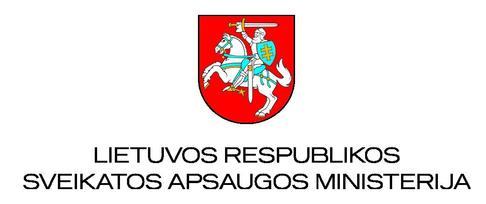 LIETUVOS RESPUBLIKOS
SVEIKATOS APSAUGOS MINISTERIJA